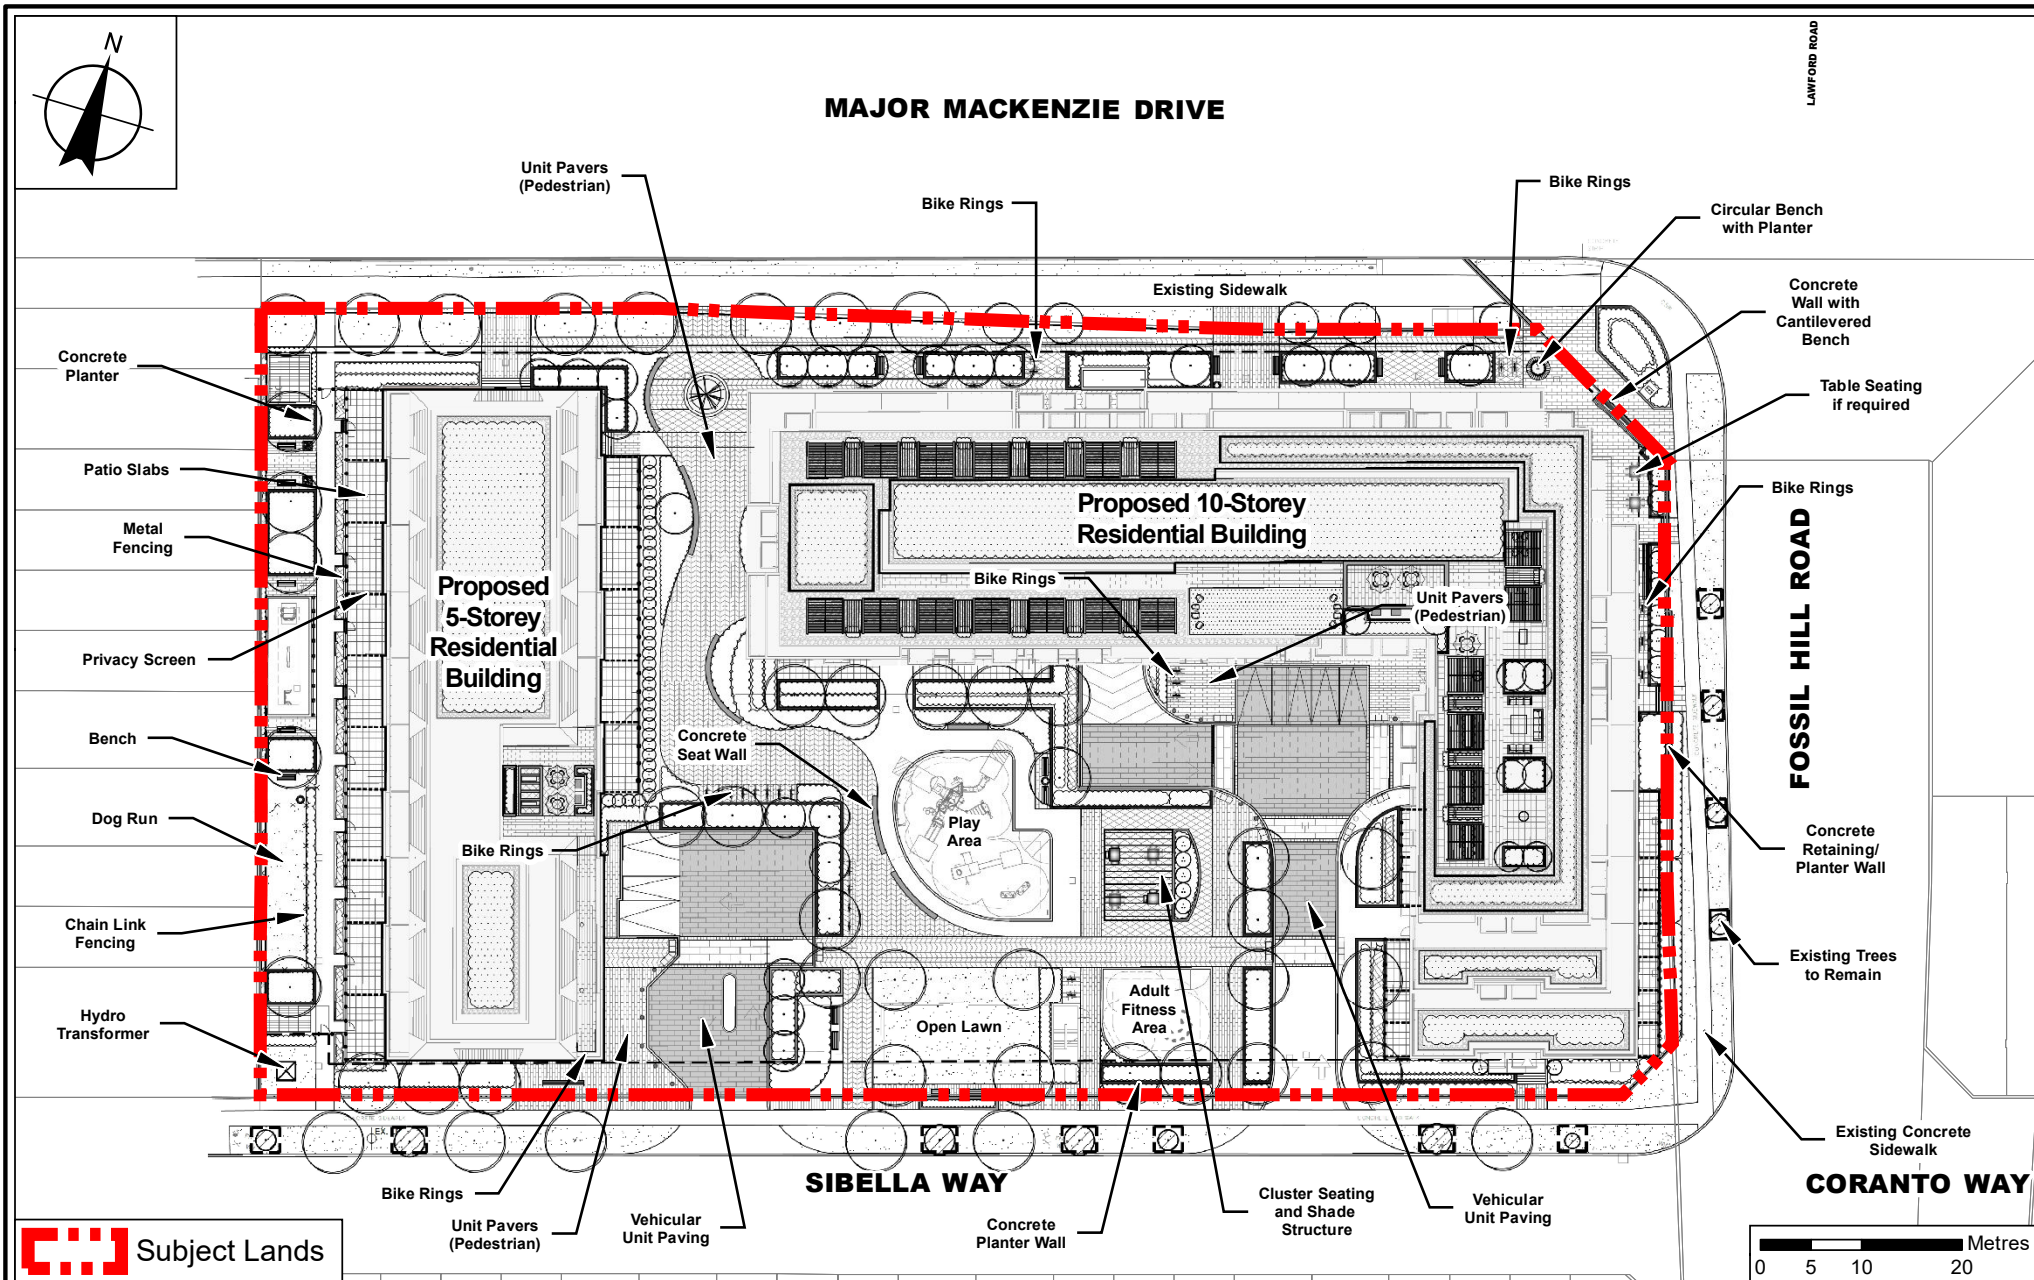 N
LAWFORD ROAD
MAJOR MACKENZIE DRIVE
Unit Pavers
(Pedestrian)
Bike Rings
Bike Rings
Circular Bench
with Planter
Existing Sidewalk
Concrete
Wall with
Cantilevered
Bench
Concrete
Planter
Table Seating
if required
Patio Slabs
Bike Rings
Metal
Fencing
Proposed 10-Storey
Residential Building
FOSSIL HILL ROAD
Proposed
5-Storey
Residential
Building
Bike Rings
Unit Pavers
(Pedestrian)
Privacy Screen
Bench
Concrete
Seat Wall
Dog Run
Play
Area
Bike Rings
Concrete
Retaining/
Planter Wall
Chain Link
Fencing
Existing Trees
to Remain
Hydro
Transformer
Open Lawn
Adult
Fitness
Area
EX.
Existing Concrete
Sidewalk
SIBELLA WAY
CORANTO WAY
Bike Rings
Unit Pavers
(Pedestrian)
Vehicular
Unit Paving
Concrete
Planter Wall
Cluster Seating
and Shade
Structure
Vehicular
Unit Paving
Subject Lands
Metres
0 5 10 20